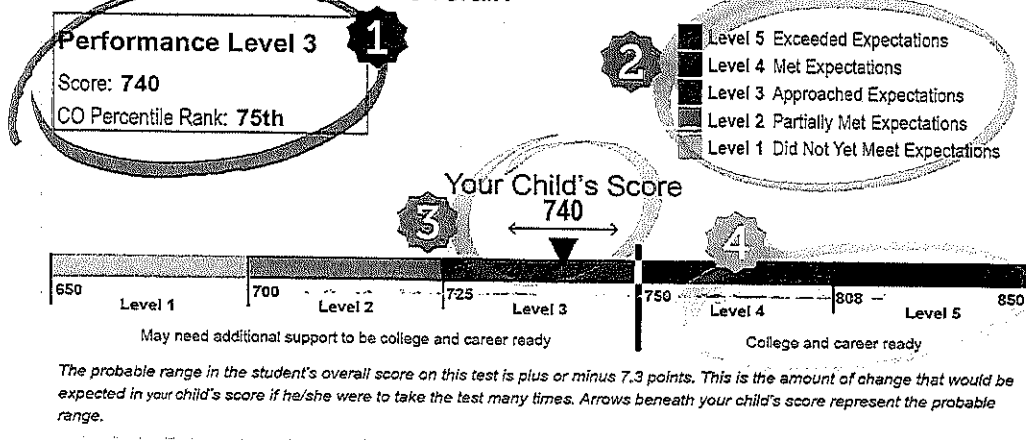 Performance Level 3
1
Score: 740
CO Percentile Rank: 75th
2
Level 5 Exceeded Expectations
Level 4 Met Expectations
Level 3 Approached Expectations
Level 2 Partially Met Expectations
Level 1 Did Not Yet Meet Expectations
Your Child's Score
740
3
4
650 700 725 750 808 850
Level 1 Level 2 Level 3 Level 4 Level 5
May need additional support to be college and career ready
College and career ready
The probable range in the student's overall score on this test is plus or minus 7.3 points. This is the amount of change that would be
expected in your child's score if he/she were to take the test many times. Arrows beneath your child's score represent the probable
range.